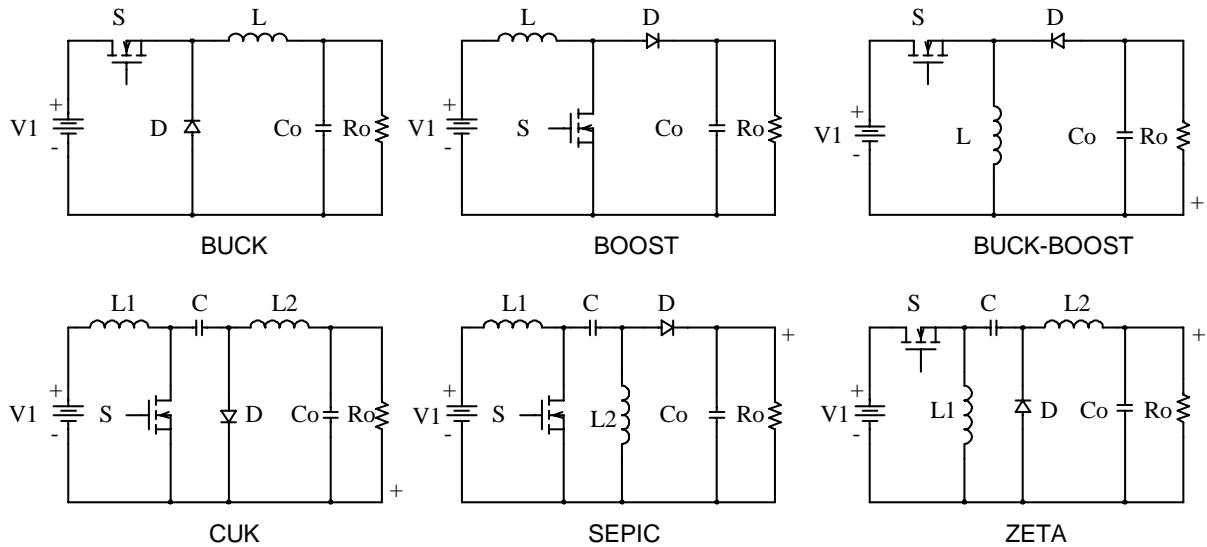 S L
+
V1 D Co Ro
-
BUCK
L D
+
V1 S Co Ro
-
BOOST
S D
+
V1 L Co Ro
-
+
BUCK-BOOST
L1 C L2
+
V1 S D Co Ro
-
+
CUK
L1 C D
+
+
V1 S L2 Co Ro
-
SEPIC
S C L2
+
+
V1 L1 D Co Ro
-
ZETA